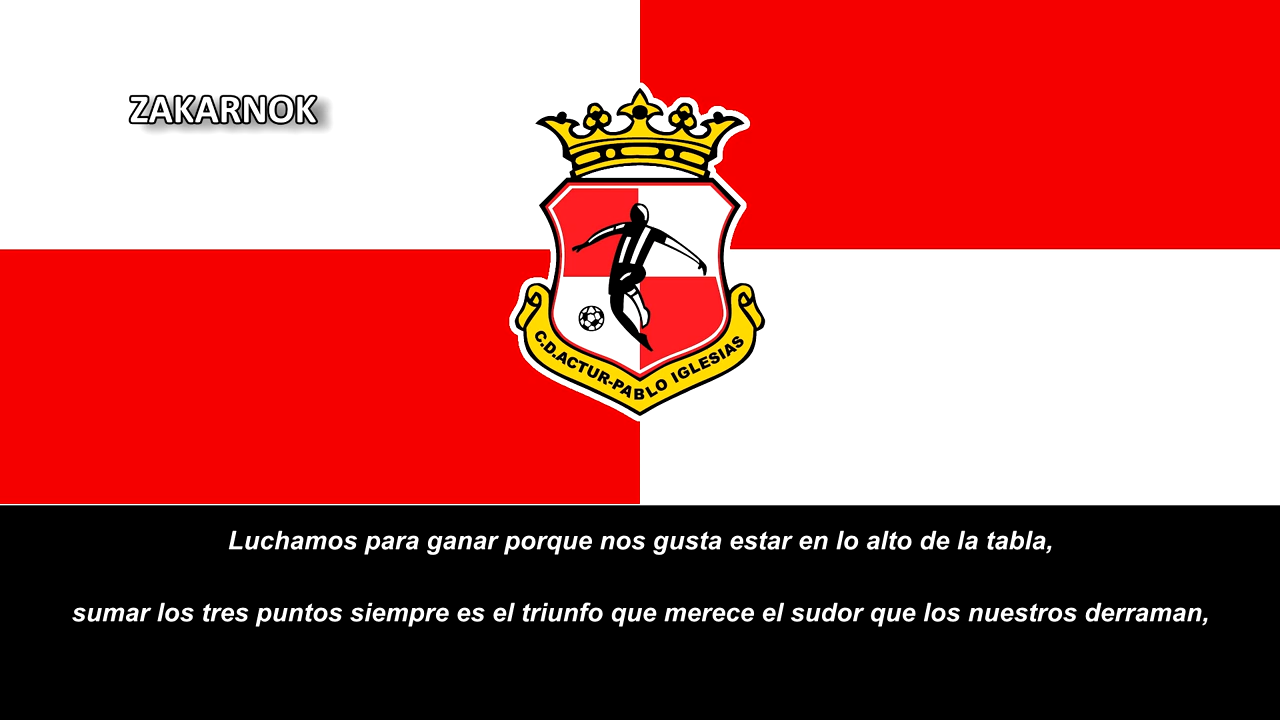 ZAKARNOK
C.D.ACTUR-PABLO IGLESIAS
Luchamos para ganar porque nos gusta estar en lo alto de la tabla,
sumar los tres puntos siempre es el triunfo que merece el sudor que los nuestros derraman,